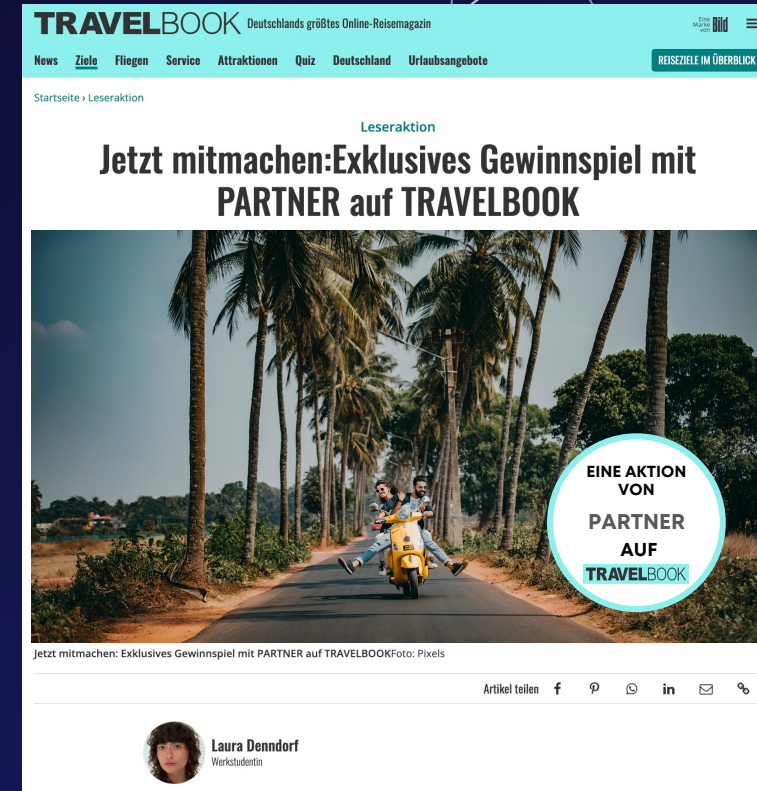 TRAVELBOOK Deutschlands größtes Online-Reisemagazin
Eine Marke von Bild
News Ziele Fliegen Service Attraktionen Quiz Deutschland Urlaubsangebote
REISEZIELE IM ÜBERBLICK
Startseite › Leseraktion
Leseraktion
Jetzt mitmachen:Exklusives Gewinnspiel mit
PARTNER auf TRAVELBOOK
EINE AKTION
VON
PARTNER
AUF
TRAVELBOOK
Jetzt mitmachen: Exklusives Gewinnspiel mit PARTNER auf TRAVELBOOKFoto: Pixels
Artikel teilen
Laura Denndorf
Werkstudentin